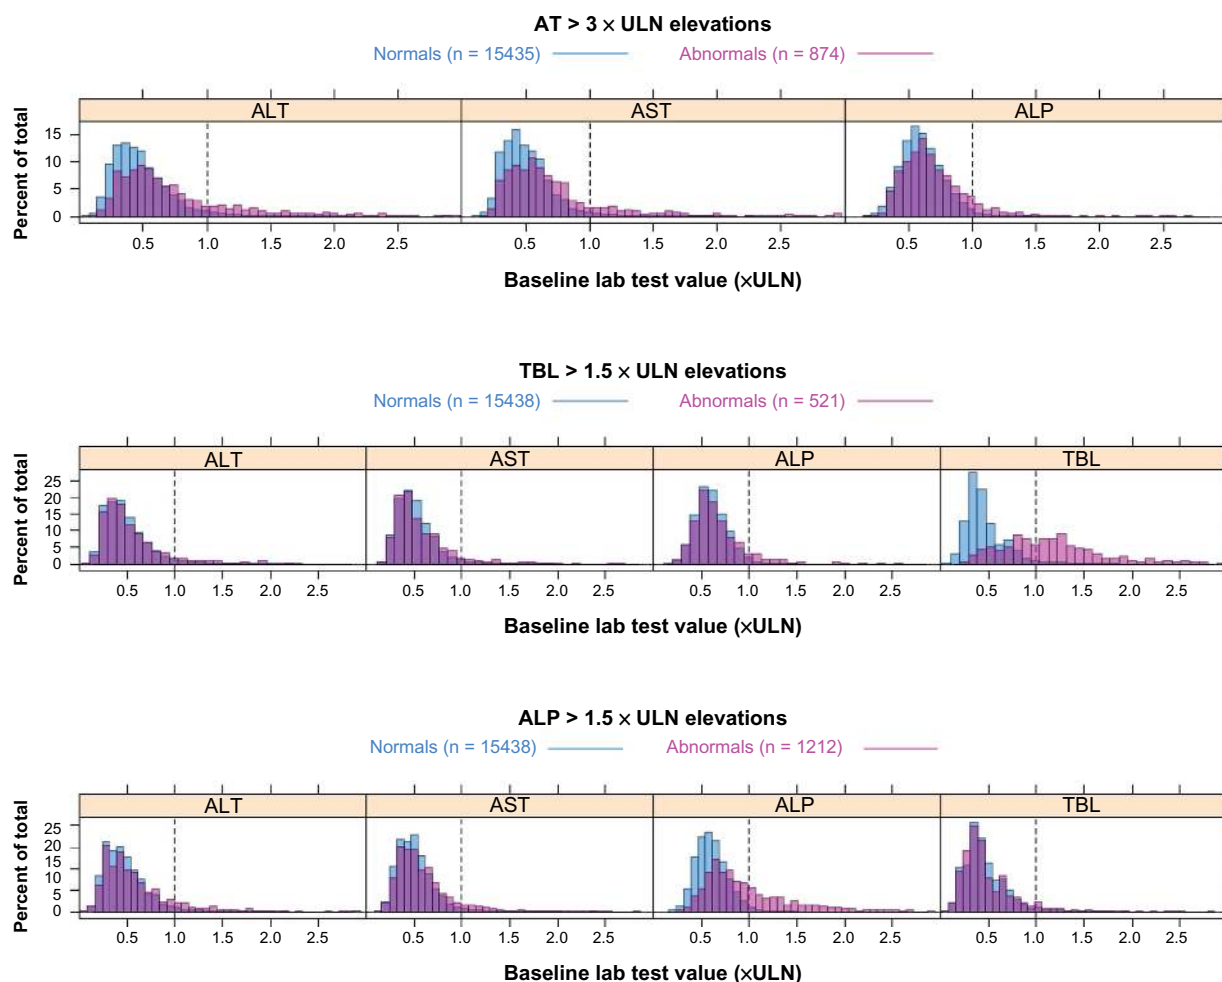 AT > 3 × ULN elevations
Normals (n = 15435) Abnormals (n = 874)
ALT AST ALP
Percent of total
15
10
5
0
0.5 1.0 1.5 2.0 2.5 0.5 1.0 1.5 2.0 2.5 0.5 1.0 1.5 2.0 2.5
Baseline lab test value (×ULN)
TBL > 1.5 × ULN elevations
Normals (n = 15438) Abnormals (n = 521)
ALT AST ALP TBL
Percent of total
25
20
15
10
5
0
0.5 1.0 1.5 2.0 2.5 0.5 1.0 1.5 2.0 2.5 0.5 1.0 1.5 2.0 2.5 0.5 1.0 1.5 2.0 2.5
Baseline lab test value (×ULN)
ALP > 1.5 × ULN elevations
Normals (n = 15438) Abnormals (n = 1212)
ALT AST ALP TBL
Percent of total
25
20
15
10
5
0
0.5 1.0 1.5 2.0 2.5 0.5 1.0 1.5 2.0 2.5 0.5 1.0 1.5 2.0 2.5 0.5 1.0 1.5 2.0 2.5
Baseline lab test value (×ULN)